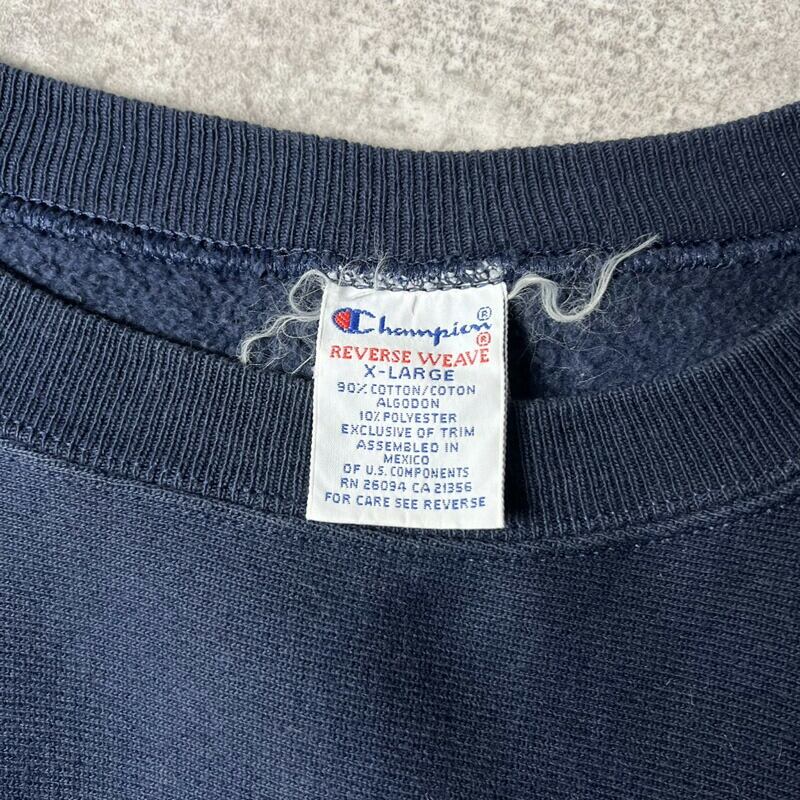 Champion®
REVERSE WEAVE®
X-LARGE
90% COTTON/COTON
ALGODON
10% POLYESTER
EXCLUSIVE OF TRIM
ASSEMBLED IN
MEXICO
OF U.S. COMPONENTS
RN 26094 CA 21356
FOR CARE SEE REVERSE